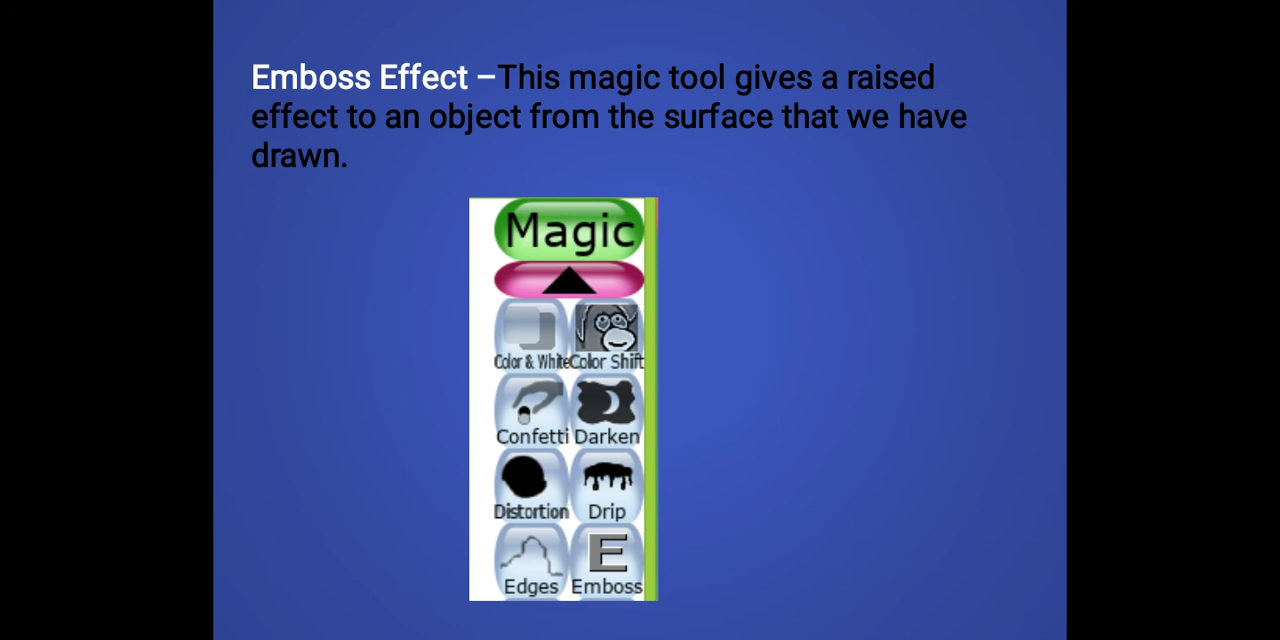 Emboss Effect –This magic tool gives a raised
effect to an object from the surface that we have
drawn.
Magic
Color & White Color Shift
Confetti Darken
Distortion Drip
E
Edges Emboss